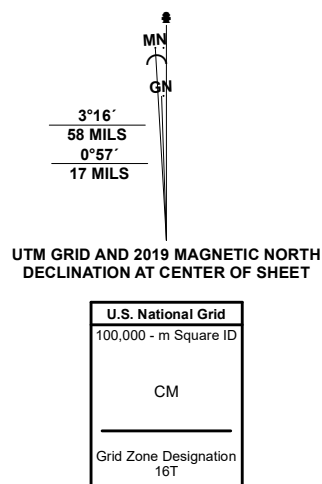 MN
GN
3°16´
58 MILS
0°57´
17 MILS
UTM GRID AND 2019 MAGNETIC NORTH
DECLINATION AT CENTER OF SHEET
U.S. National Grid
100,000 - m Square ID
CM
Grid Zone Designation
16T